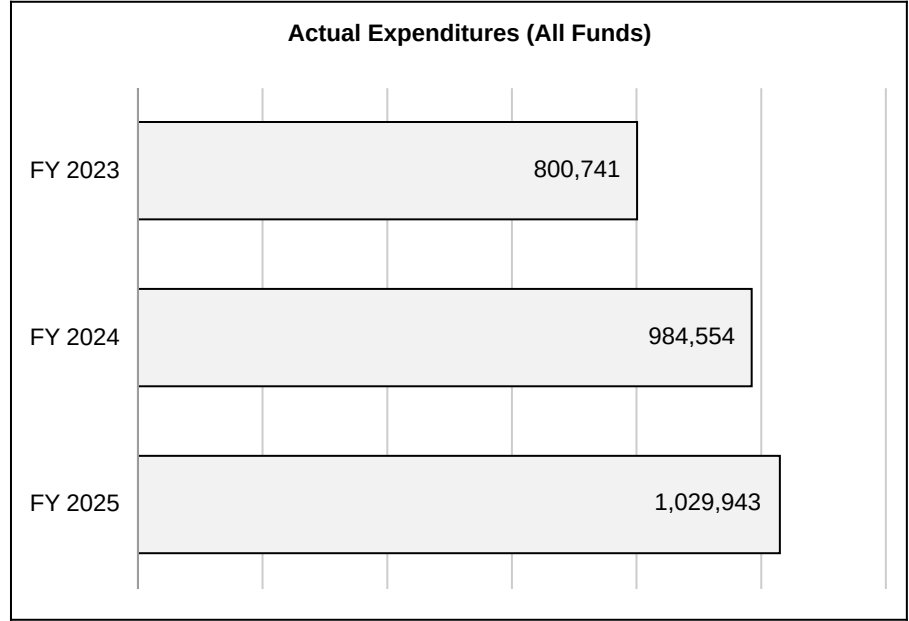 Actual Expenditures (All Funds)
FY 2023
800,741
FY 2024
984,554
FY 2025
1,029,943